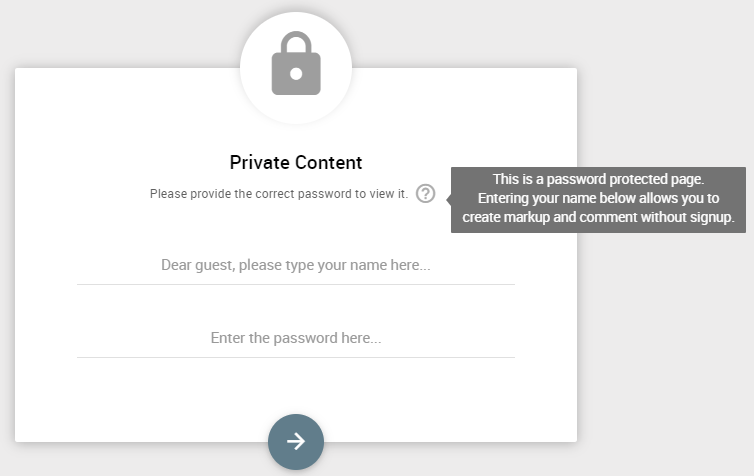 Private Content
Please provide the correct password to view it.
This is a password protected page.
Entering your name below allows you to
create markup and comment without signup.
Dear guest, please type your name here...
Enter the password here...